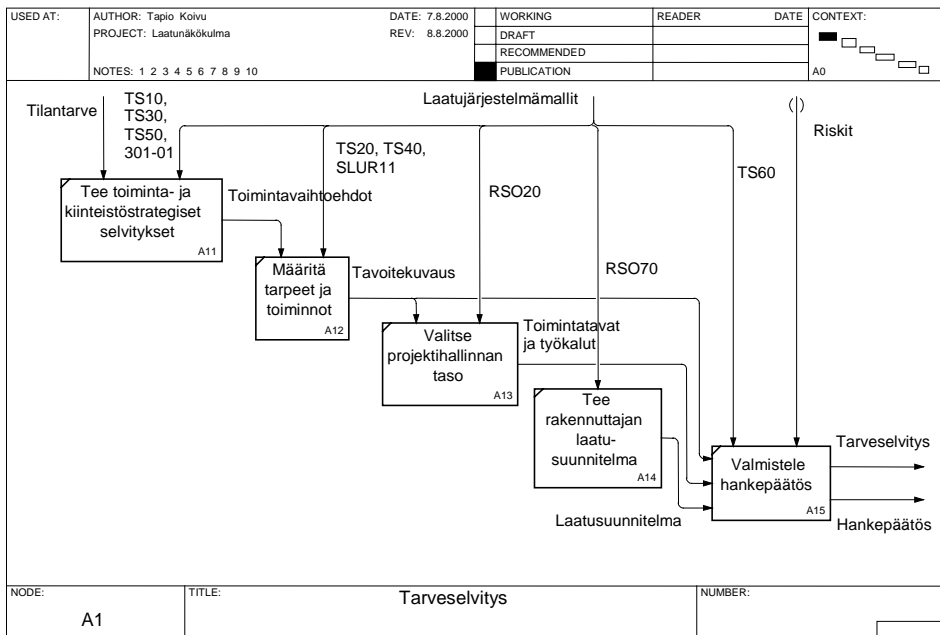 USED AT:
AUTHOR: Tapio Koivu
DATE: 7.8.2000
PROJECT: Laatunäkökulma
REV: 8.8.2000
NOTES: 1 2 3 4 5 6 7 8 9 10
WORKING
DRAFT
RECOMMENDED
PUBLICATION
READER
DATE
CONTEXT:
A0
Tilantarve
TS10,
TS30,
TS50,
301-01
Laatujärjestelmämallit
TS20, TS40,
SLUR11
RSO20
RSO70
TS60
( )
Riskit
Tee toiminta- ja
kiinteistöstrategiset
selvitykset
A11
Toimintavaihtoehdot
Määritä
tarpeet ja
toiminnot
A12
Tavoitekuvaus
Valitse
projektihallinnan
taso
A13
Toimintatavat
ja työkalut
Tee
rakennuttajan
laatu-
suunnitelma
A14
Laatusuunnitelma
Valmistele
hankepäätös
A15
Tarveselvitys
Hankepäätös
NODE:
A1
TITLE:
Tarveselvitys
NUMBER: